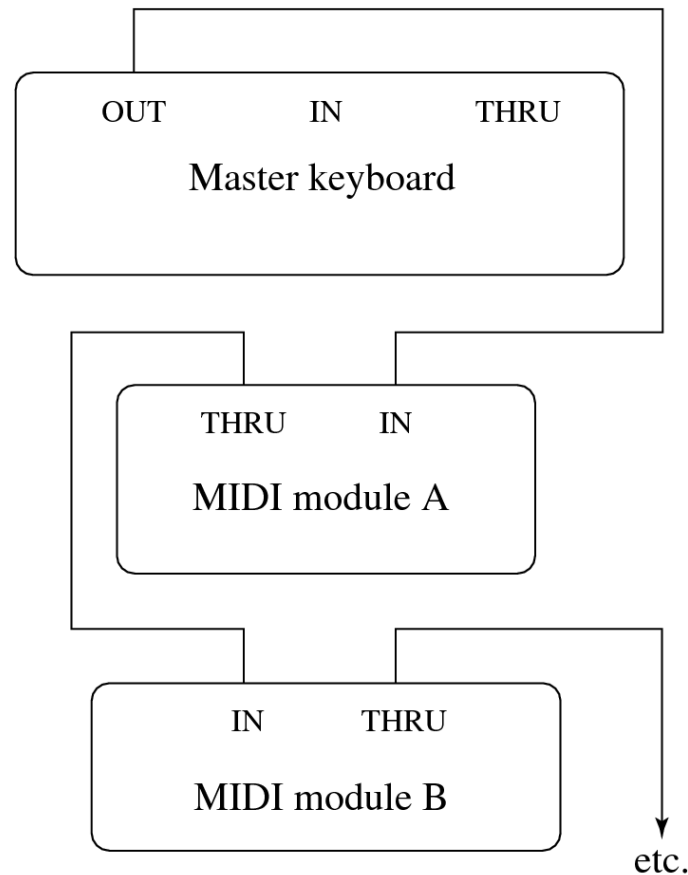 OUT IN THRU
Master keyboard
THRU IN
MIDI module A
IN THRU
MIDI module B
etc.